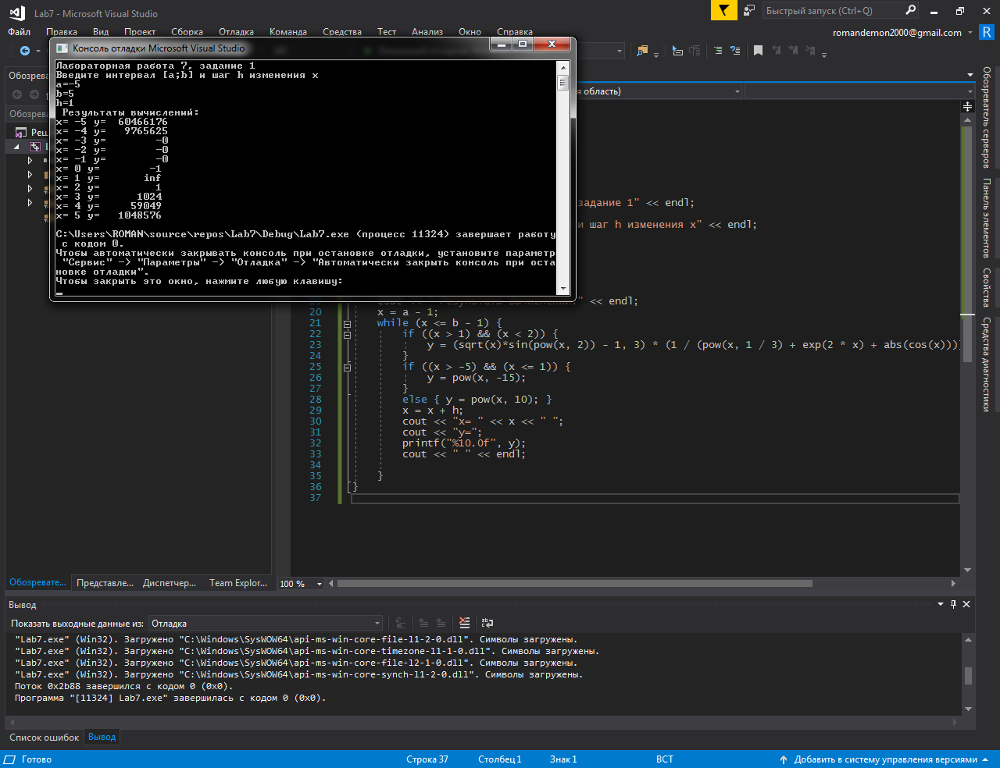 Lab7 - Microsoft Visual Studio
Быстрый запуск (Ctrl+Q)
Файл Правка Вид Проект Сборка Отладка Команда Средства Тест Анализ Окно Справка
romandemon2000@gmail.com R
Консоль отладки Microsoft Visual Studio
Лабораторная работа 7, задание 1
Введите интервал [a;b] и шаг h изменения x
a=-5
b=5
h=1
Результаты вычислений:
x= -5 y= 60466176
x= -4 y= 9765625
x= -3 y= -0
x= -2 y= -0
x= -1 y= -0
x= 0 y= -1
x= 1 y= inf
x= 2 y= 1
x= 3 y= 1024
x= 4 y= 59049
x= 5 y= 1048576
C:\Users\ROMAN\source\repos\Lab7\Debug\Lab7.exe (процесс 11324) завершает работу
с кодом 0.
Чтобы автоматически закрывать консоль при остановке отладки, установите параметр
"Сервис" -> "Параметры" -> "Отладка" -> "Автоматически закрыть консоль при оста
новке отладки".
Чтобы закрыть это окно, нажмите любую клавишу:
Обозрева
Обозрева
Реш
я область)
задание 1" << endl;
и шаг h изменения x" << endl;
" << endl;
20 x = a - 1;
21 while (x <= b - 1) {
22 if ((x > 1) && (x < 2)) {
23 y = (sqrt(x)*sin(pow(x, 2)) - 1, 3) * (1 / (pow(x, 1 / 3) + exp(2 * x) + abs(cos(x))))
24 }
25 if ((x > -5) && (x <= 1)) {
26 y = pow(x, -15);
27 }
28 else { y = pow(x, 10); }
29 x = x + h;
30 cout << "x= " << x << " ";
31 cout << "y=";
32 printf("%10.0f", y);
33 cout << " " << endl;
34
35 }
36 }
37
Обозреватель серверов
Панель элементов
Свойства
Средства диагностики
Обозревате... Представле... Диспетчер... Team Explor...
100 %
Вывод
Показать выходные данные из: Отладка
"Lab7.exe" (Win32). Загружено "C:\Windows\SysWOW64\api-ms-win-core-file-l1-2-0.dll". Символы загружены.
"Lab7.exe" (Win32). Загружено "C:\Windows\SysWOW64\api-ms-win-core-timezone-l1-1-0.dll". Символы загружены.
"Lab7.exe" (Win32). Загружено "C:\Windows\SysWOW64\api-ms-win-core-file-l2-1-0.dll". Символы загружены.
"Lab7.exe" (Win32). Загружено "C:\Windows\SysWOW64\api-ms-win-core-synch-l1-2-0.dll". Символы загружены.
Поток 0x2b88 завершился с кодом 0 (0x0).
Программа "[11324] Lab7.exe" завершилась с кодом 0 (0x0).
Список ошибок Вывод
Готово Строка 37 Столбец 1 Знак 1 ВСТ Добавить в систему управления версиями